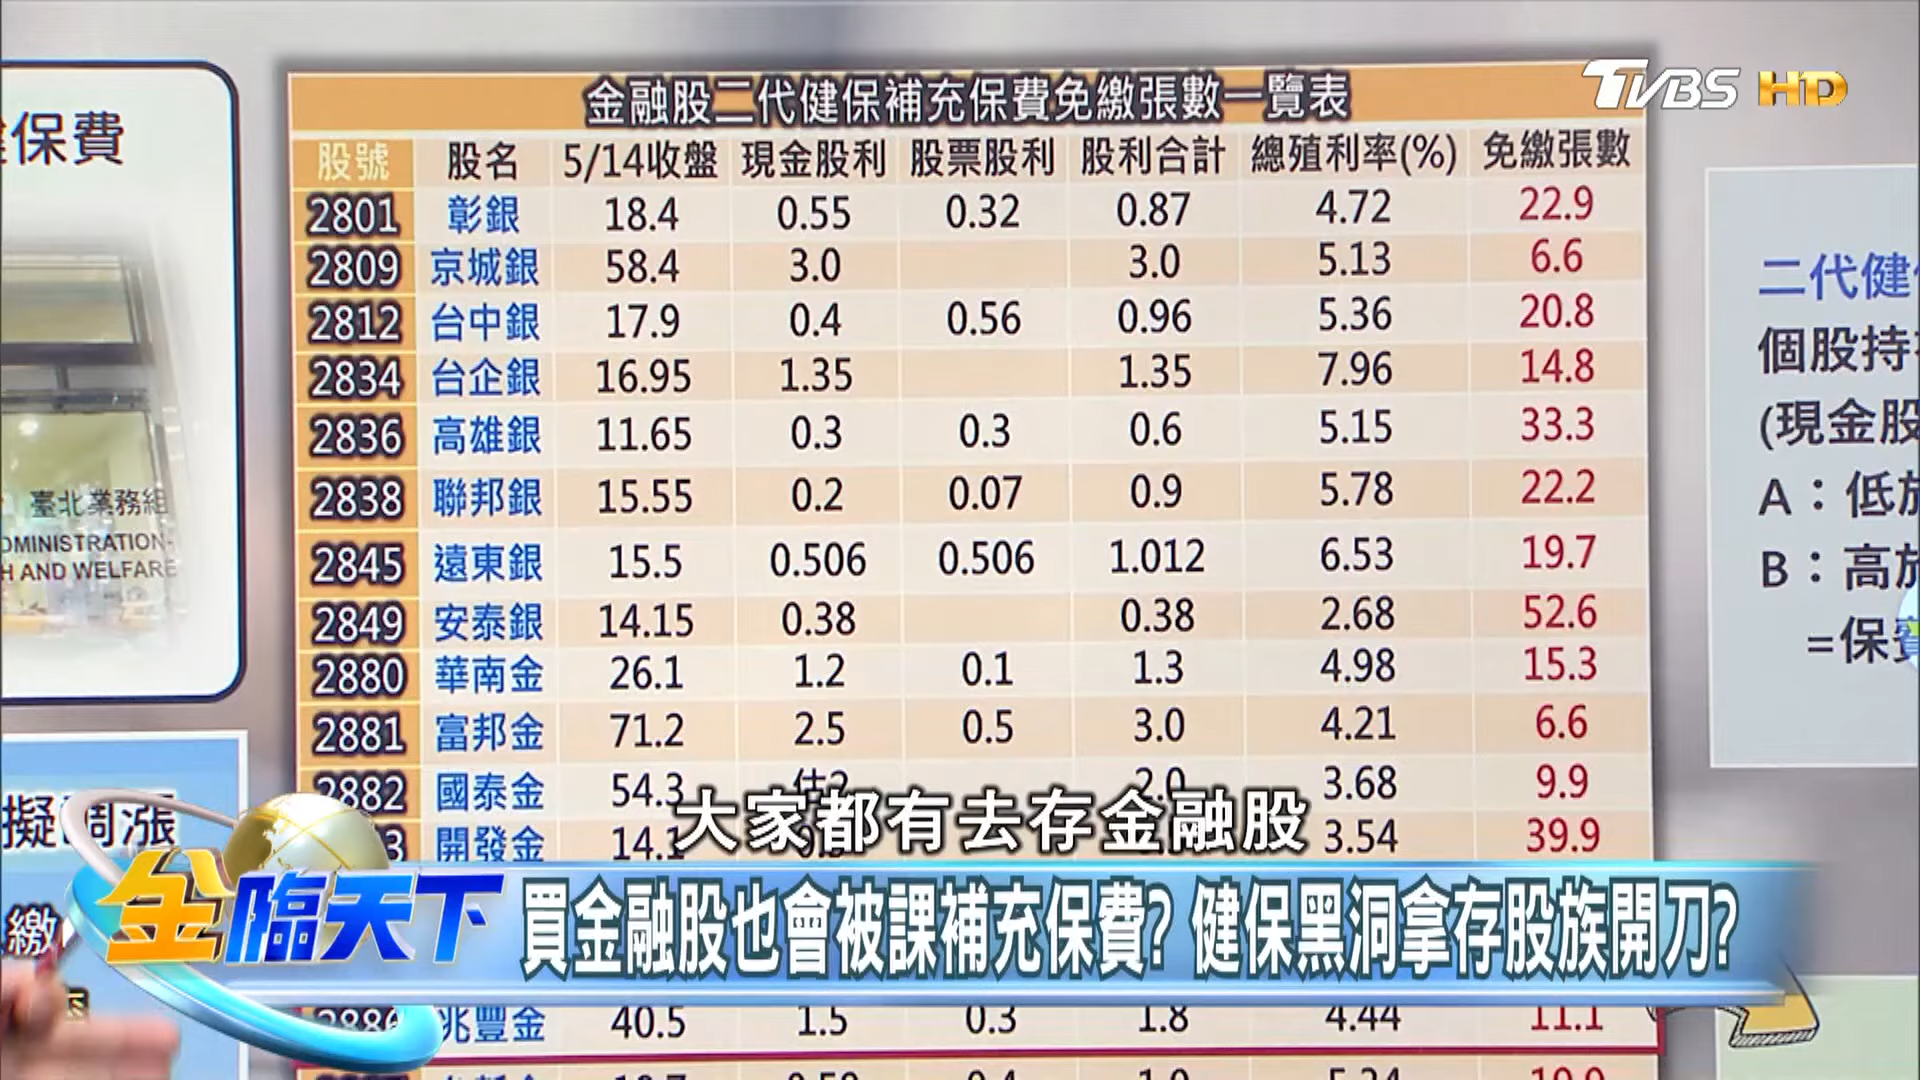 TVBS HD
金融股二代健保補充保費免繳張數一覽表
股號 股名 5/14收盤 現金股利 股票股利 股利合計 總殖利率(%) 免繳張數
2801 彰銀 18.4 0.55 0.32 0.87 4.72 22.9
2809 京城銀 58.4 3.0 3.0 5.13 6.6
2812 台中銀 17.9 0.4 0.56 0.96 5.36 20.8
2834 台企銀 16.95 1.35 1.35 7.96 14.8
2836 高雄銀 11.65 0.3 0.3 0.6 5.15 33.3
2838 聯邦銀 15.55 0.2 0.07 0.9 5.78 22.2
2845 遠東銀 15.5 0.506 0.506 1.012 6.53 19.7
2849 安泰銀 14.15 0.38 0.38 2.68 52.6
2880 華南金 26.1 1.2 0.1 1.3 4.98 15.3
2881 富邦金 71.2 2.5 0.5 3.0 4.21 6.6
2882 國泰金 54.3 估2 2.0 3.68 9.9
開發金 14.1 3.54 39.9
兆豐金 40.5 1.5 0.3 1.8 4.44 11.1
保費
臺北業務組
H AND WELFARE
擬調漲
繳
二代健
個股持
(現金股
A：低
B：高
=保費
大家都有去存金融股
金臨天下
買金融股也會被課補充保費? 健保黑洞拿存股族開刀?